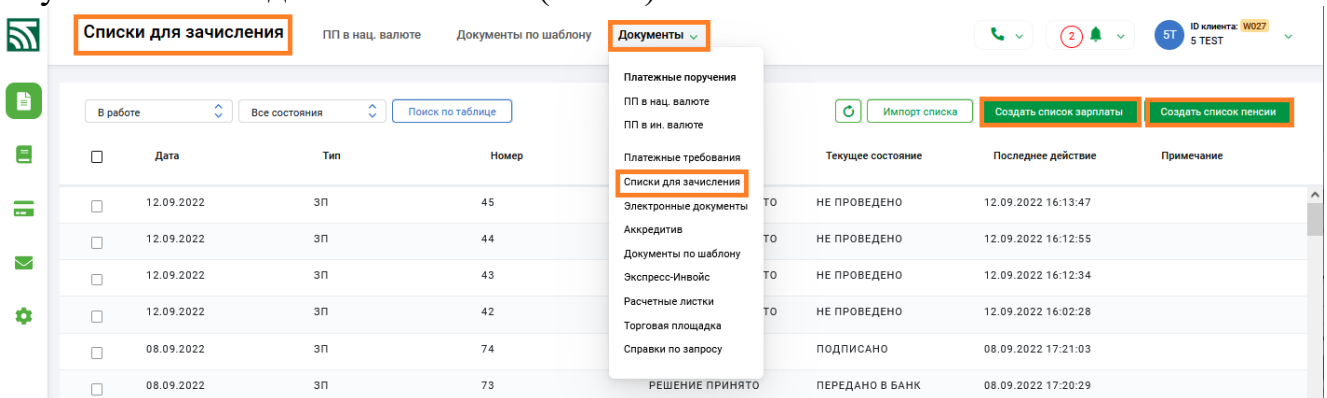 Списки для зачисления ПП в нац. валюте Документы по шаблону Документы
2
5T ID клиента: W027
5 TEST
Платежные поручения
ПП в нац. валюте
ПП в ин. валюте
Платежные требования
Списки для зачисления
Электронные документы
Аккредитив
Документы по шаблону
Экспресс-Инвойс
Расчетные листки
Торговая площадка
Справки по запросу
В работе Все состояния Поиск по таблице Импорт списка Создать список зарплаты Создать список пенсии
Дата Тип Номер Текущее состояние Последнее действие Примечание
12.09.2022 ЗП 45 ТО НЕ ПРОВЕДЕНО 12.09.2022 16:13:47
12.09.2022 ЗП 44 ТО НЕ ПРОВЕДЕНО 12.09.2022 16:12:55
12.09.2022 ЗП 43 ТО НЕ ПРОВЕДЕНО 12.09.2022 16:12:34
12.09.2022 ЗП 42 ТО НЕ ПРОВЕДЕНО 12.09.2022 16:02:28
08.09.2022 ЗП 74 ПОДПИСАНО 08.09.2022 17:21:03
08.09.2022 ЗП 73 РЕШЕНИЕ ПРИНЯТО ПЕРЕДАНО В БАНК 08.09.2022 17:20:29